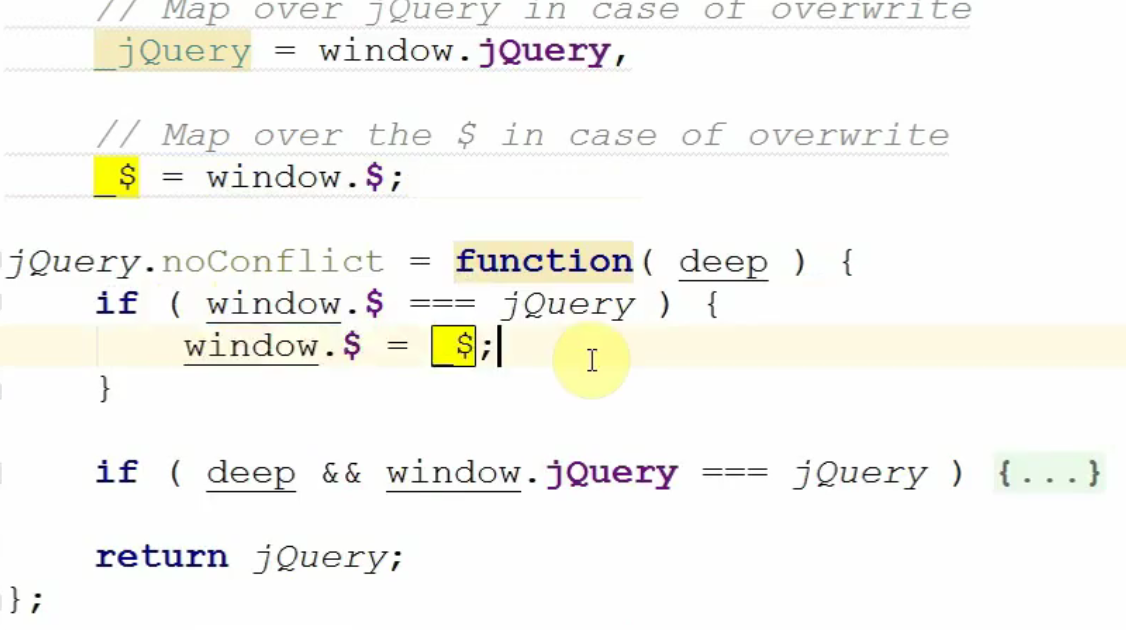 // Map over jQuery in case of overwrite
_jQuery = window.jQuery,
// Map over the $ in case of overwrite
_$ = window.$;
jQuery.noConflict = function( deep ) {
if ( window.$ === jQuery ) {
window.$ = _$;
}
if ( deep && window.jQuery === jQuery ) {...}
return jQuery;
};